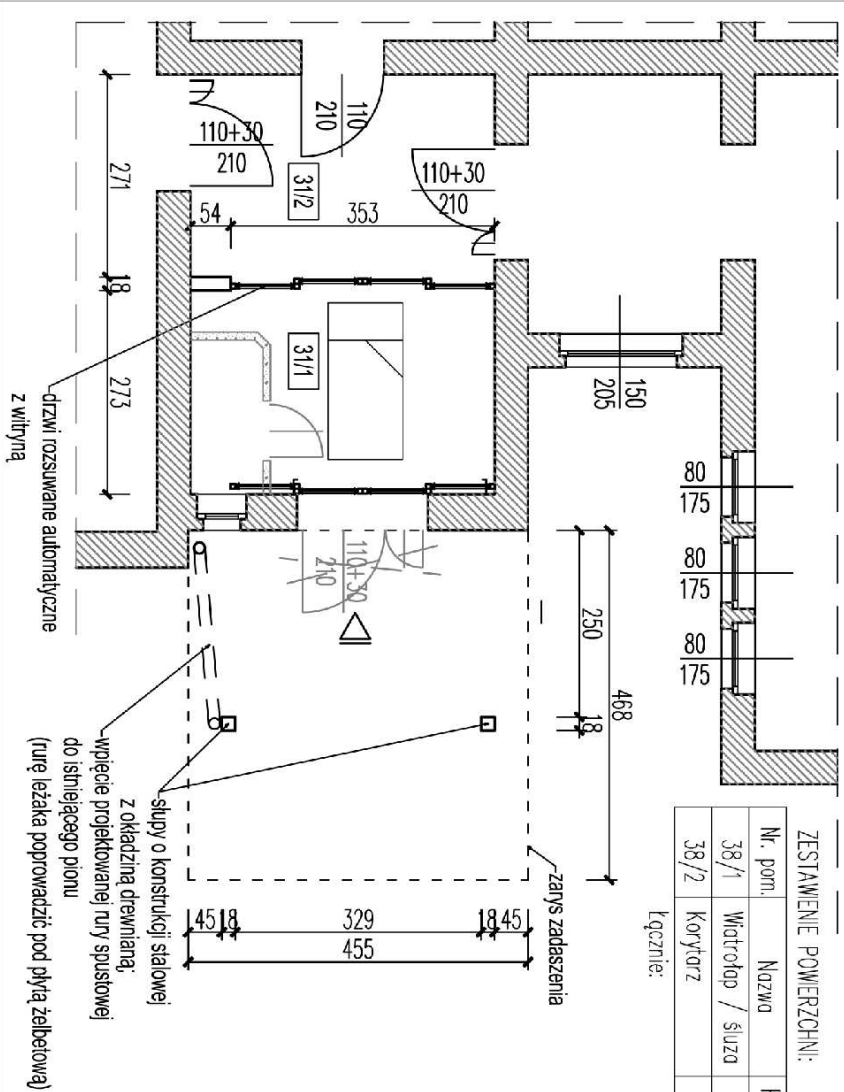 ZESTAWIENIE POWIERZCHNI:
Nr. pom. Nazwa
38/1 Wiatrołap / śluza
38/2 Korytarz
Łącznie:
110+30
210
110
210
110+30
210
31/2
54
353
271
18
273
31/1
150
205
80
175
80
175
80
175
110+30
210
250
18
468
45
18
329
18
45
455
zarys zadaszenia
drzwi rozsuwane automatyczne
z witryną
słupy o konstrukcji stalowej
z okładziną drewnianą;
wpięcie projektowanej rury spustowej
do istniejącego pionu
(rurę leżaka poprowadzić pod płytą żelbetową)